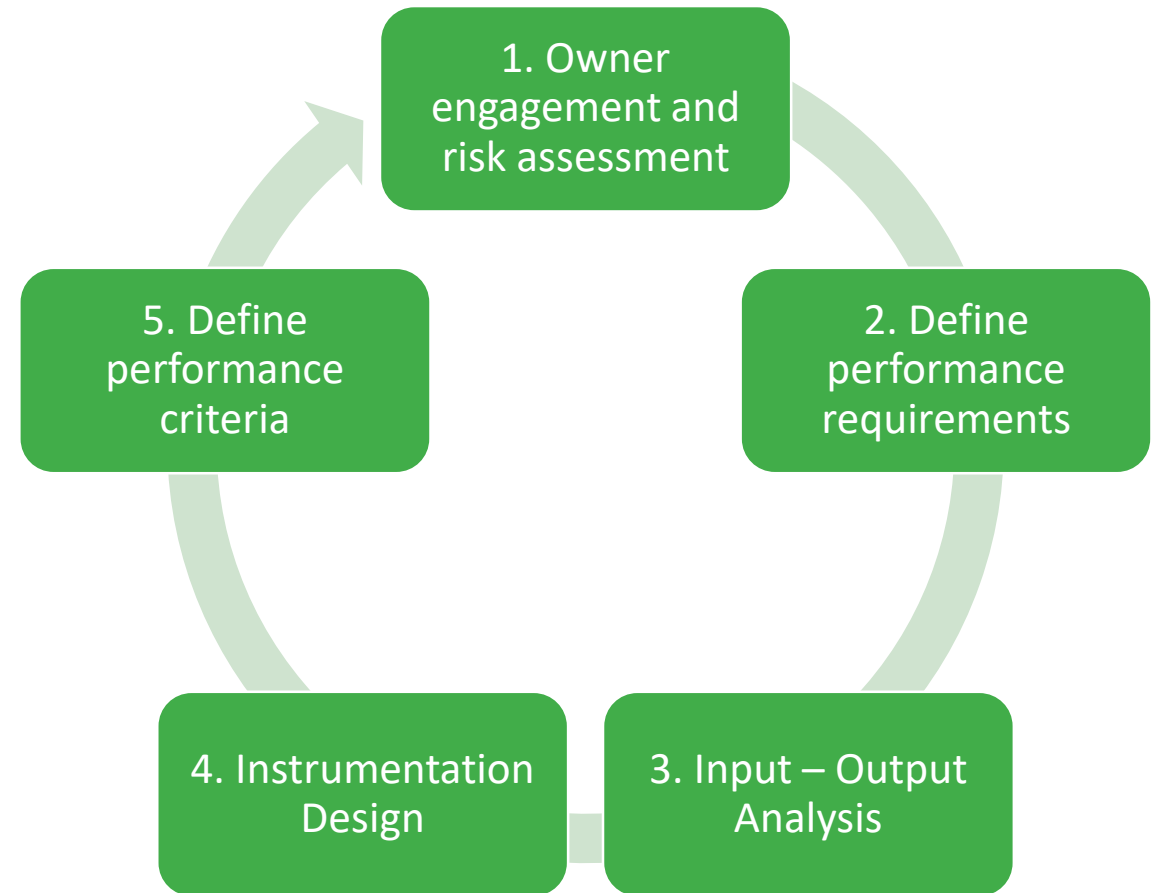 1. Owner
engagement and
risk assessment
2. Define
performance
requirements
3. Input – Output
Analysis
4. Instrumentation
Design
5. Define
performance
criteria